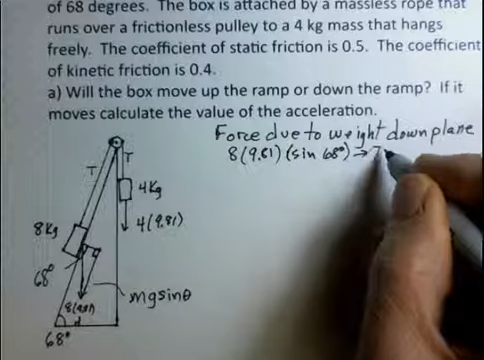 of 68 degrees. The box is attached by a massless rope that
runs over a frictionless pulley to a 4 kg mass that hangs
freely. The coefficient of static friction is 0.5. The coefficient
of kinetic friction is 0.4.
a) Will the box move up the ramp or down the ramp? If it
moves calculate the value of the acceleration.
Force due to weight down plane
8(9.81)(sin 68°) → 7
T
T
4Kg
4(9.81)
8Kg
68°
8(9.81)
mgsinθ
68°